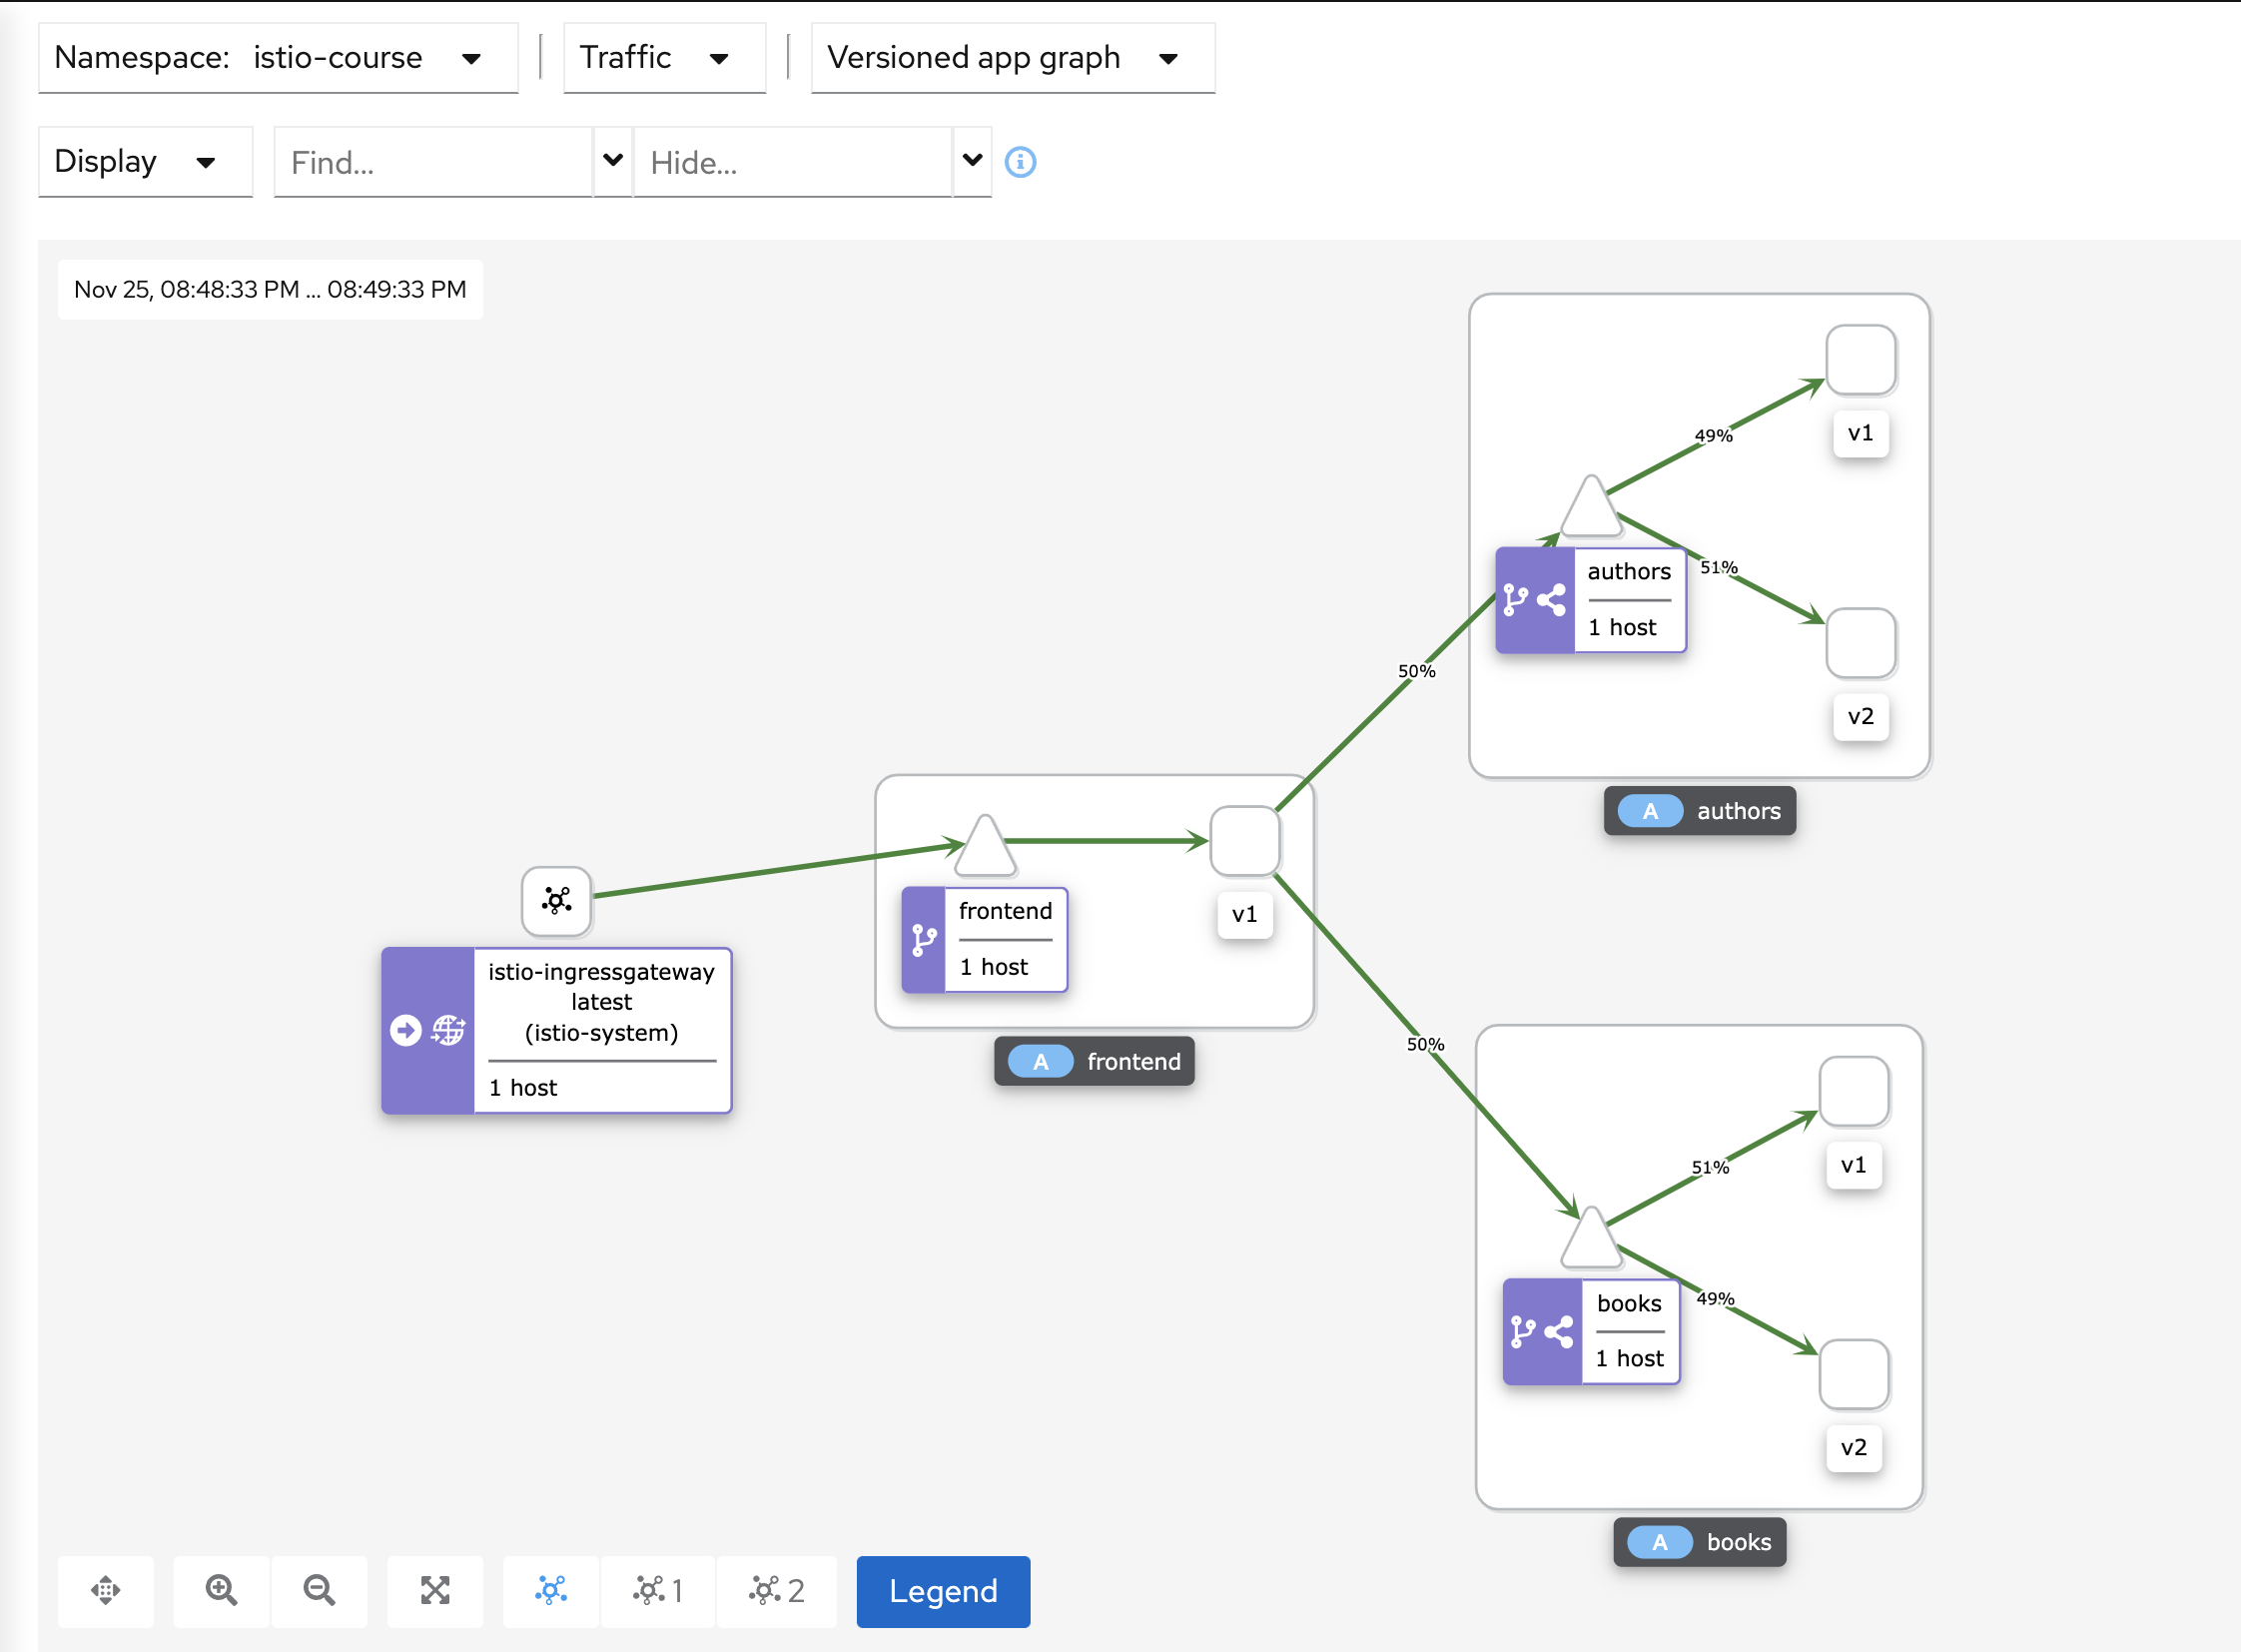 Namespace: istio-course
Traffic
Versioned app graph
Display
Find...
Hide...
Nov 25, 08:48:33 PM ... 08:49:33 PM
49%
v1
authors
1 host
51%
v2
50%
A authors
frontend
1 host
v1
A frontend
istio-ingressgateway
latest
(istio-system)
1 host
50%
51%
v1
books
1 host
49%
v2
A books
1
2
Legend